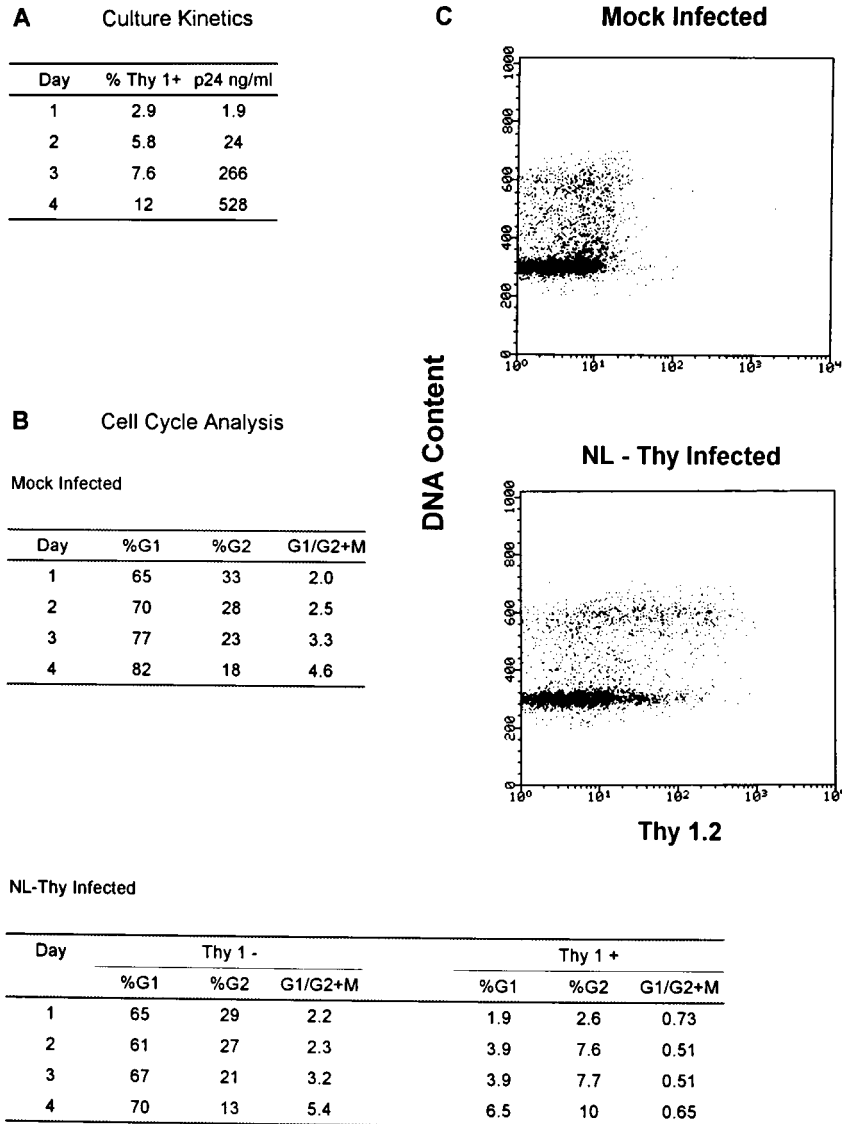 A Culture Kinetics
Day % Thy 1+ p24 ng/ml
1 2.9 1.9
2 5.8 24
3 7.6 266
4 12 528
B Cell Cycle Analysis
Mock Infected
Day %G1 %G2 G1/G2+M
1 65 33 2.0
2 70 28 2.5
3 77 23 3.3
4 82 18 4.6
NL-Thy Infected
Day Thy 1 - Thy 1 +
%G1 %G2 G1/G2+M %G1 %G2 G1/G2+M
1 65 29 2.2 1.9 2.6 0.73
2 61 27 2.3 3.9 7.6 0.51
3 67 21 3.2 3.9 7.7 0.51
4 70 13 5.4 6.5 10 0.65
C Mock Infected
1000
800
600
400
200
0
10⁰ 10¹ 10² 10³ 10⁴
DNA Content
NL - Thy Infected
1000
800
600
400
200
0
10⁰ 10¹ 10² 10³
Thy 1.2